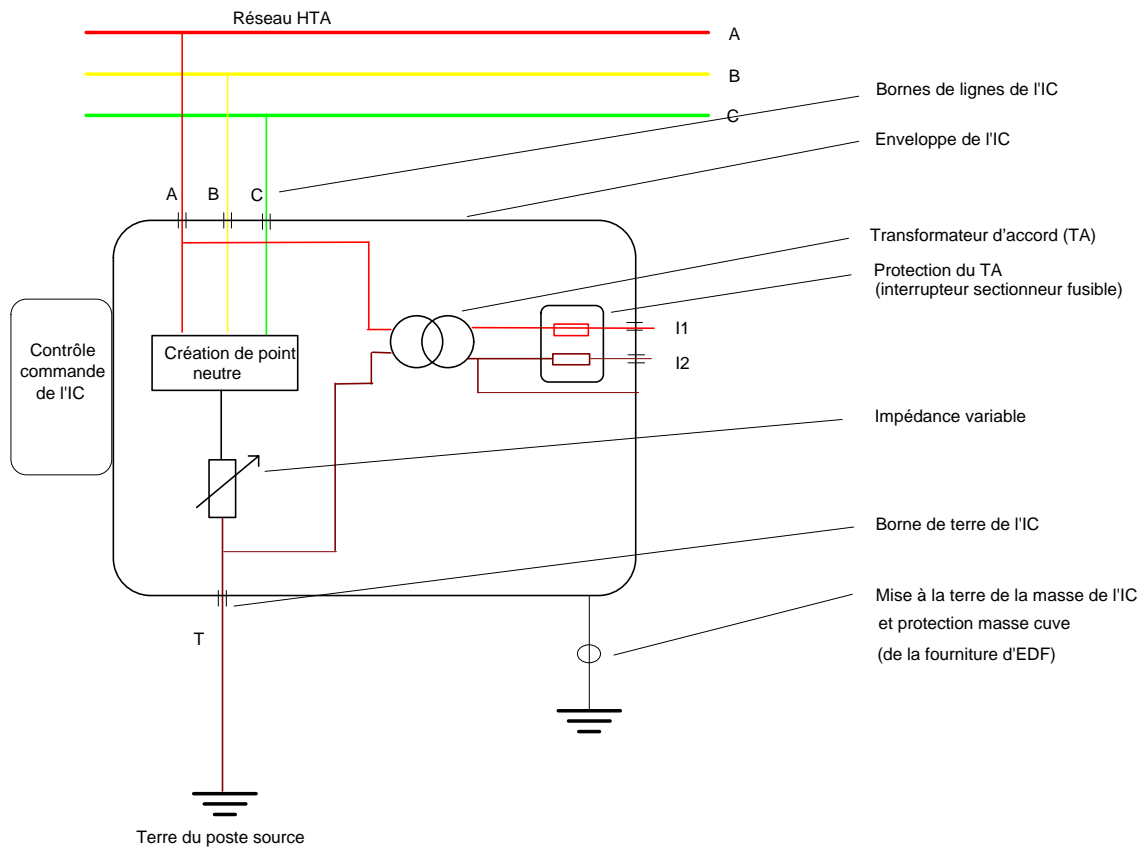 Réseau HTA
A
B
C
Bornes de lignes de l'IC
Enveloppe de l'IC
A
B
C
Transformateur d'accord (TA)
Protection du TA
(interrupteur sectionneur fusible)
I1
I2
Contrôle
commande
de l'IC
Création de point
neutre
Impédance variable
Borne de terre de l'IC
Mise à la terre de la masse de l'IC
et protection masse cuve
(de la fourniture d'EDF)
T
Terre du poste source